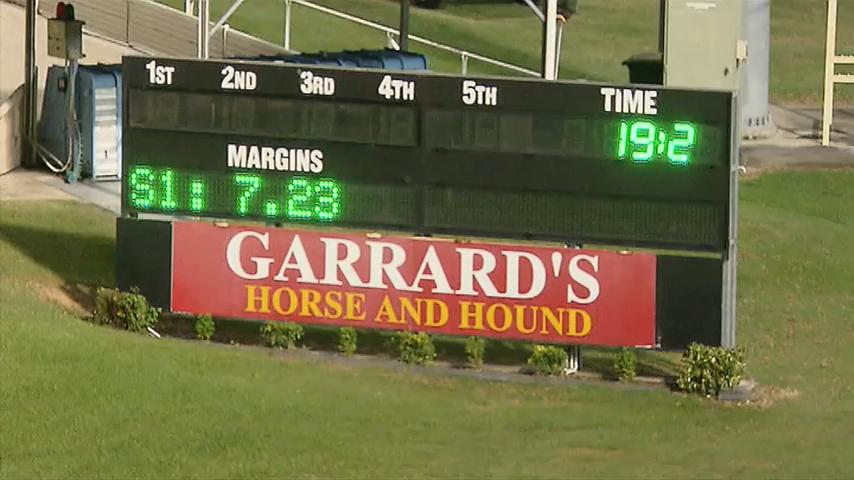 1ST 2ND 3RD 4TH 5TH TIME
19:2
MARGINS
S1: 7.23
GARRARD'S
HORSE AND HOUND